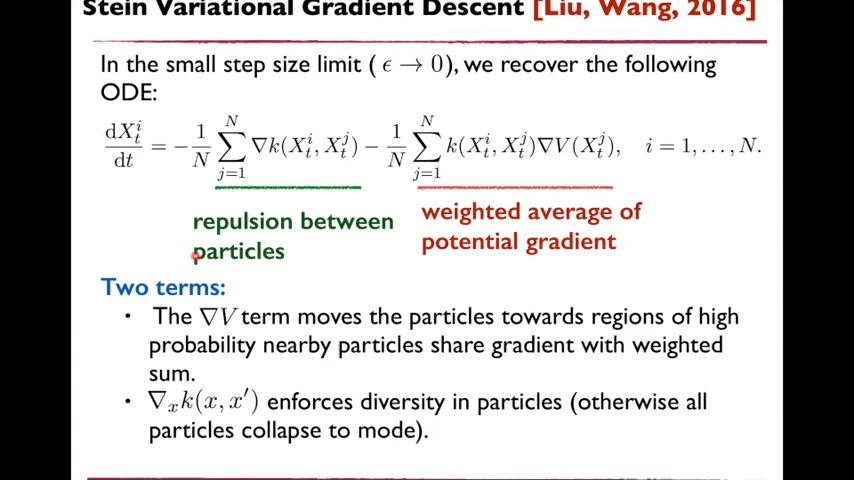 Stein Variational Gradient Descent [Liu, Wang, 2016]
In the small step size limit ( ϵ → 0), we recover the following
ODE:
dX_t^i/dt = −1/N ∑_{j=1}^{N} ∇k(X_t^i, X_t^j) − 1/N ∑_{j=1}^{N} k(X_t^i, X_t^j)∇V(X_t^j), i = 1, . . . , N.
repulsion between
particles
weighted average of
potential gradient
Two terms:
• The ∇V term moves the particles towards regions of high
probability nearby particles share gradient with weighted
sum.
• ∇_x k(x, x′) enforces diversity in particles (otherwise all
particles collapse to mode).